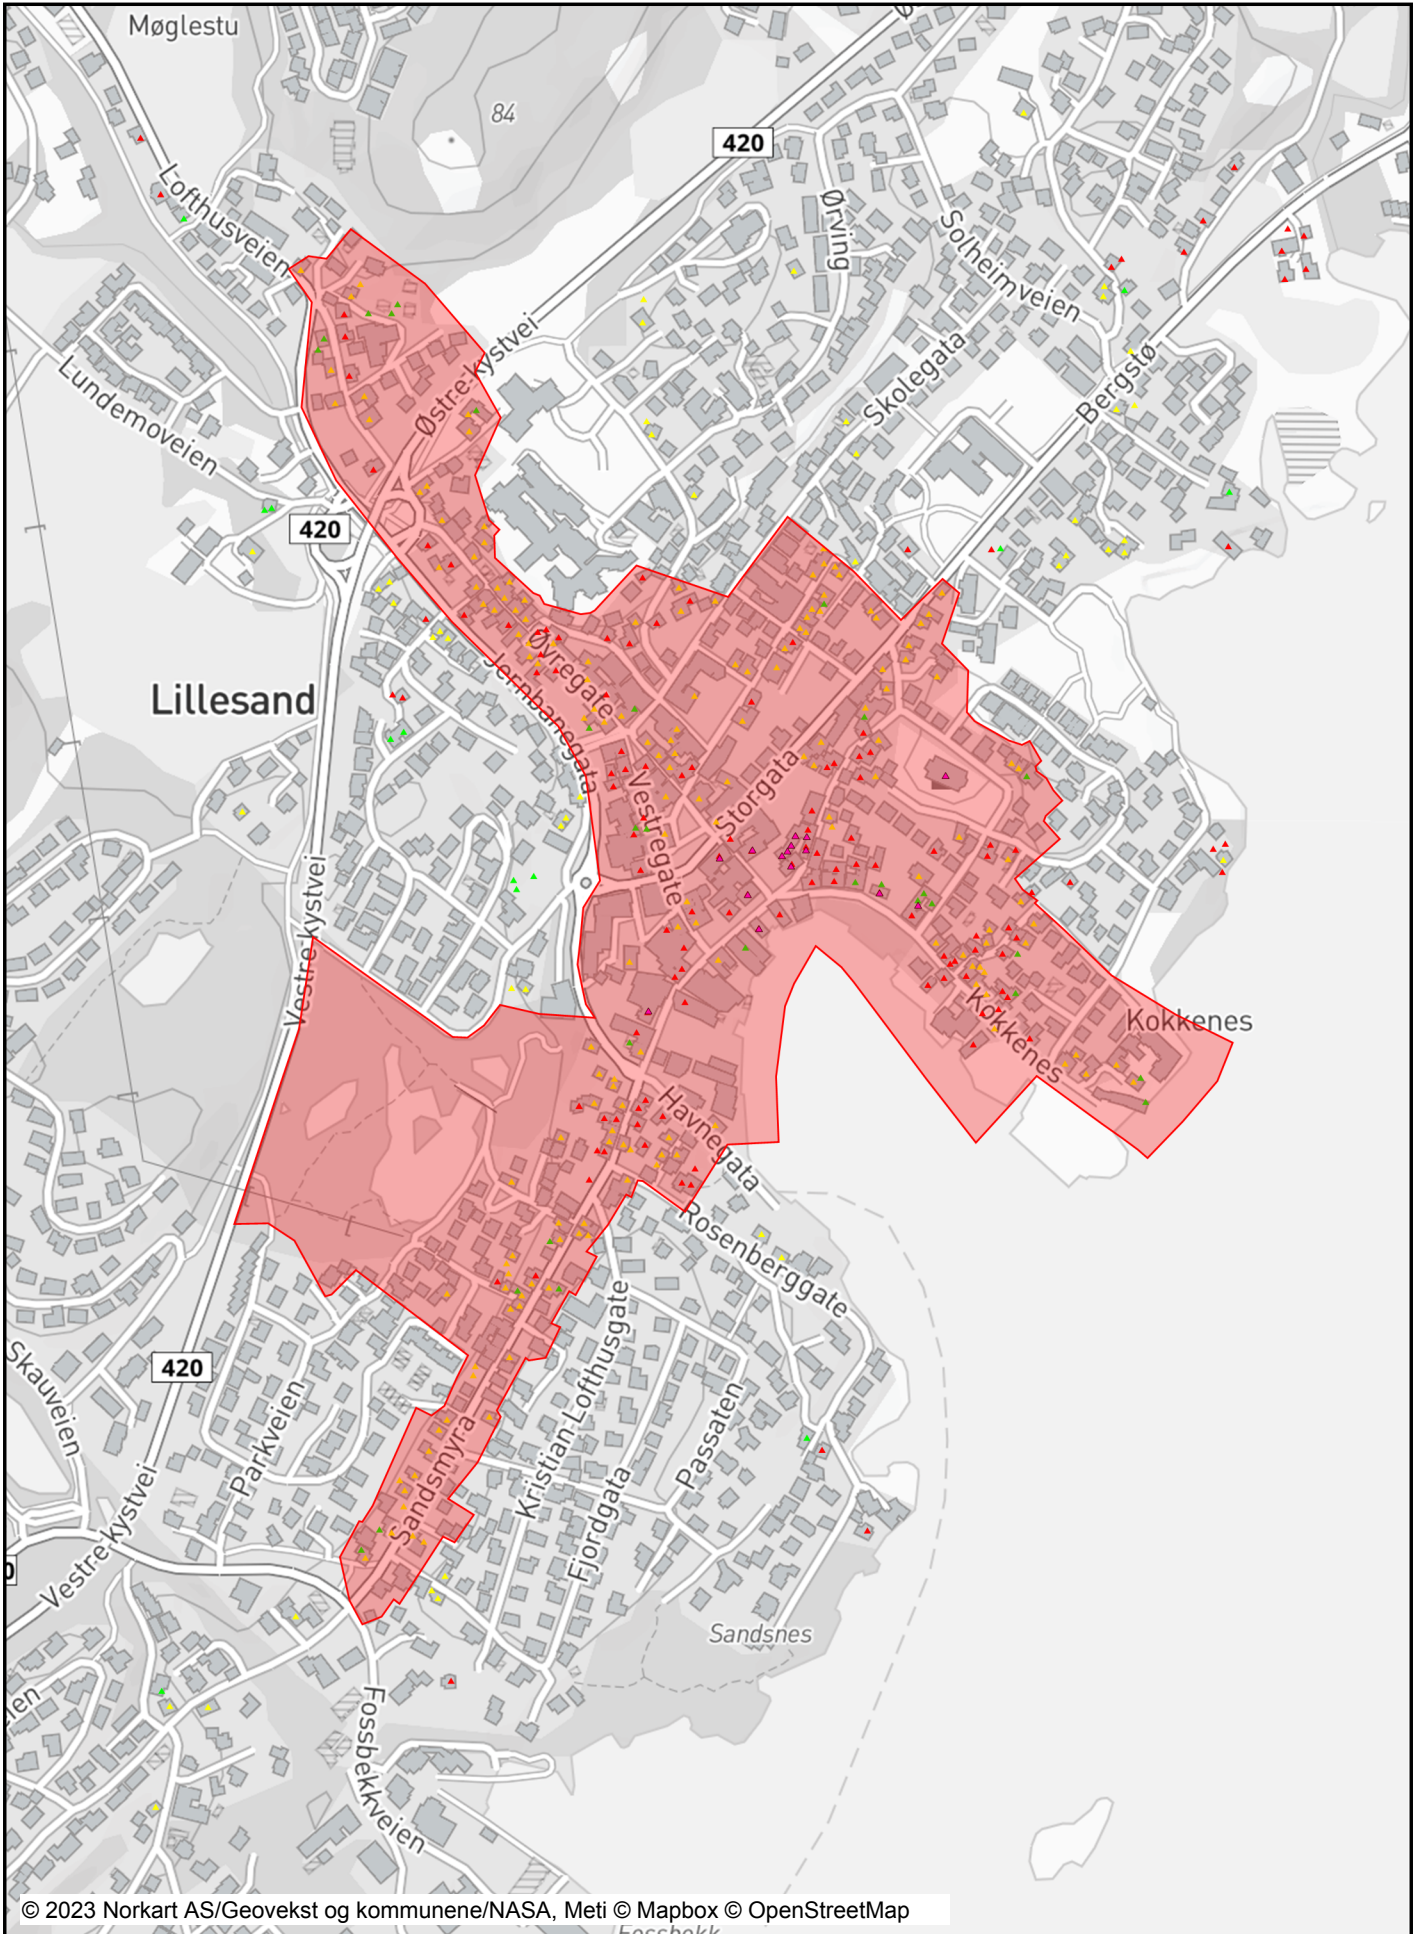 Møglestu
84
420
Lofthusveien
Ørving
Solheimveien
Østre kystvei
Skolegata
Bergstø
Lundemoveien
420
Øvregate
Jernbanegata
Lillesand
Storgata
Vestregate
Vestre kystvei
Kokkenes
Kokkenes
Havnegata
Rosenberggate
Skauveien
420
Parkveien
Sandsmyra
Kristian Lofthusgate
Fjordgata
Passaten
Vestre kystvei
0
Sandsnes
eien
Fossbekkveien
© 2023 Norkart AS/Geovekst og kommunene/NASA, Meti © Mapbox © OpenStreetMap